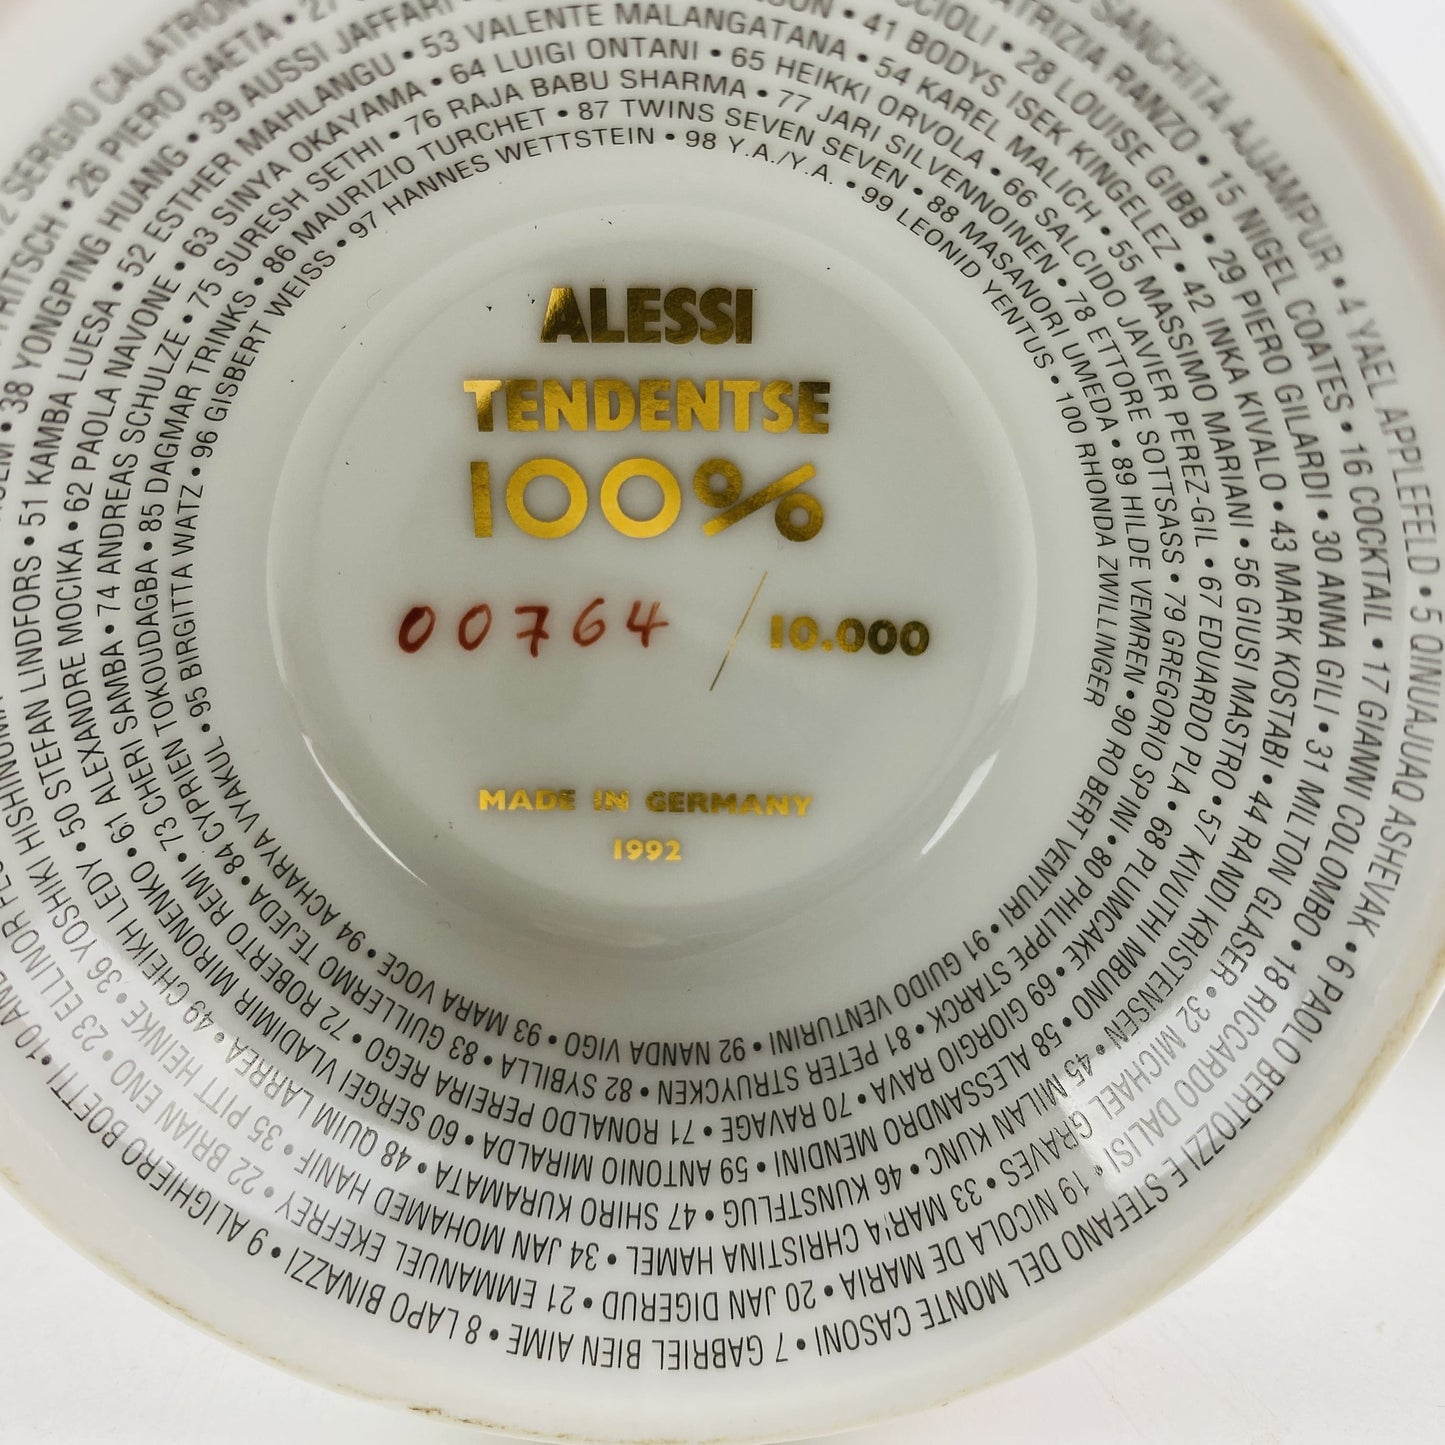 ALESSI
TENDENTSE
100%
00764 / 10.000
MADE IN GERMANY
1992
SANCHITA AJJAMPUR • 4 YAEL APPLEFELD • 5 QINUAJUAQ ASHEVAK • 6 PAOLO BERTOZZI E STEFANO DEL MONTE CASONI • 7 GABRIEL BIEN AIME • 8 LAPO BINAZZI • 9 ALIGHIERO BOETTI • 10
SERGIO CALATRONI
RANZO • 15 NIGEL COATES • 16 COCKTAIL • 17 GIANNI COLOMBO • 18 RICCARDO DALISI • 19 NICOLA DE MARIA • 20 JAN DIGERUD • 21 EMMANUEL EKEFREY • 22 BRIAN ENO • 23 ELLINOR
• 26 PIERO GAETA • 27
• 28 LOUISE GIBB • 29 PIERO GILARDI • 30 ANNA GILI • 31 MILTON GLASER • 32 MICHAEL GRAVES • 33 MAR'A CHRISTINA HAMEL • 34 JAN MOHAMED HANIF • 35 PITT HEINKE • 36 YOSHIKI HISHINUMA
• 38 YONGPING HUANG • 39 AUSSI JAFFARI
• 41 BODYS ISEK KINGELEZ • 42 INKA KIVALO • 43 MARK KOSTABI • 44 RANDI KRISTENSEN • 45 MILAN KUNC • 46 KUNSTFLUG • 47 SHIRO KURAMATA • 48 QUIM LARREA • 49 CHEIKH LEDY • 50 STEFAN LINDFORS • 51 KAMBA LUESA • 52 ESTHER MAHLANGU • 53 VALENTE MALANGATANA • 54 KAREL MALICH • 55 MASSIMO MARIANI • 56 GIUSI MASTRO • 57 KIVUTHI MBUNO • 58 ALESSANDRO MENDINI • 59 ANTONIO MIRALDA • 60 SERGEI VLADIMIR MIRONENKO • 61 ALEXANDRE MOCIKA • 62 PAOLA NAVONE • 63 SINYA OKAYAMA • 64 LUIGI ONTANI • 65 HEIKKI ORVOLA • 66 SALCIDO JAVIER PEREZ-GIL • 67 EDUARDO PLA • 68 PLUMCAKE • 69 GIORGIO RAVA • 70 RAVAGE • 71 RONALDO PEREIRA REGO • 72 ROBERTO REMI • 73 CHERI SAMBA • 74 ANDREAS SCHULZE • 75 SURESH SETHI • 76 RAJA BABU SHARMA • 77 JARI SILVENNOINEN • 78 ETTORE SOTTSASS • 79 GREGORIO SPINI • 80 PHILIPPE STARCK • 81 PETER STRUYCKEN • 82 SYBILLA • 83 GUILLERMO TEJEDA • 84 CYPRIEN TOKOUDAGBA • 85 DAGMAR TRINKS • 86 MAURIZIO TURCHET • 87 TWINS SEVEN SEVEN • 88 MASANORI UMEDA • 89 HILDE VEMREN • 90 ROBERT VENTURI • 91 GUIDO VENTURINI • 92 NANDA VIGO • 93 MARA VOCE • 94 ACHARYA VYAKUL • 95 BIRGITTA WATZ • 96 GISBERT WEISS • 97 HANNES WETTSTEIN • 98 Y.A./Y.A. • 99 LEONID YENTUS • 100 RHONDA ZWILLINGER